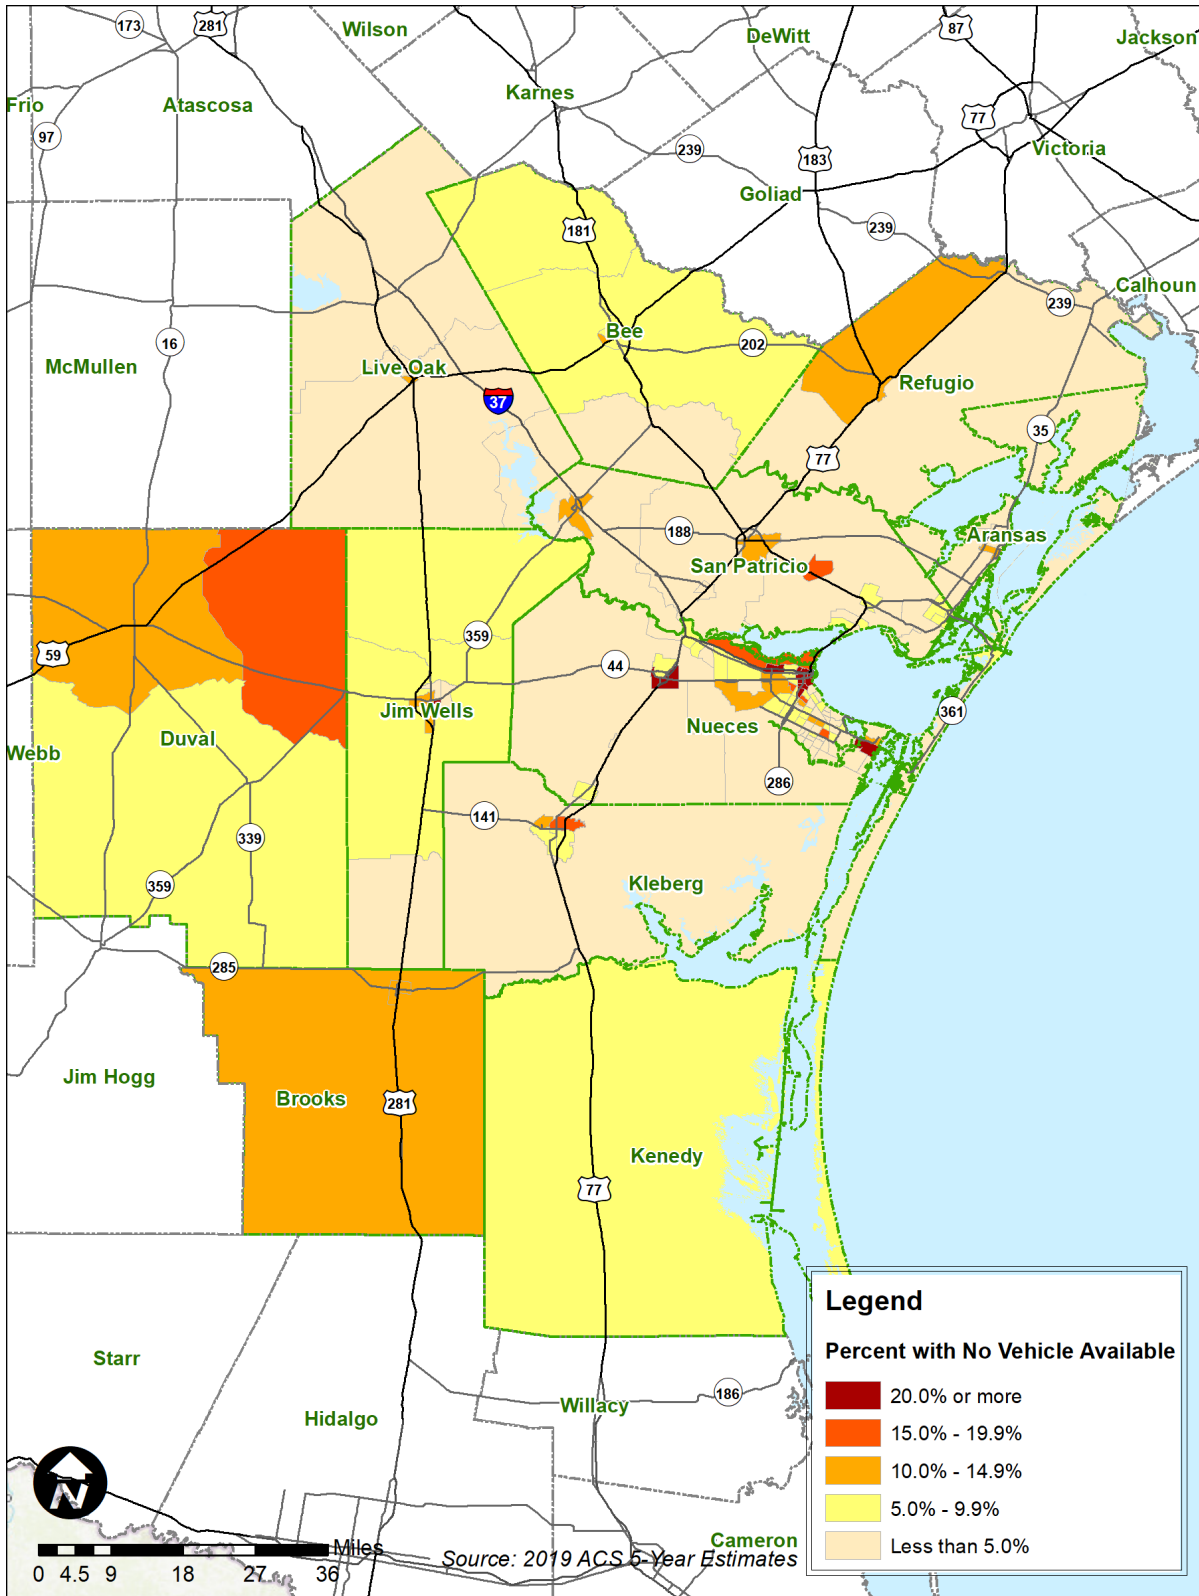 173
281
Wilson
DeWitt
87
Jackson
Frio
Atascosa
Karnes
97
239
77
183
Victoria
Goliad
181
239
Calhoun
239
16
Bee
202
McMullen
Live Oak
Refugio
37
35
77
188
Aransas
San Patricio
359
59
44
Jim Wells
361
Nueces
Webb
Duval
286
141
339
359
Kleberg
285
Jim Hogg
Brooks
281
Kenedy
77
Legend
Percent with No Vehicle Available
20.0% or more
15.0% - 19.9%
10.0% - 14.9%
5.0% - 9.9%
Less than 5.0%
Starr
186
Willacy
Hidalgo
N
Cameron
Miles
Source: 2019 ACS 5-Year Estimates
0 4.5 9 18 27 36